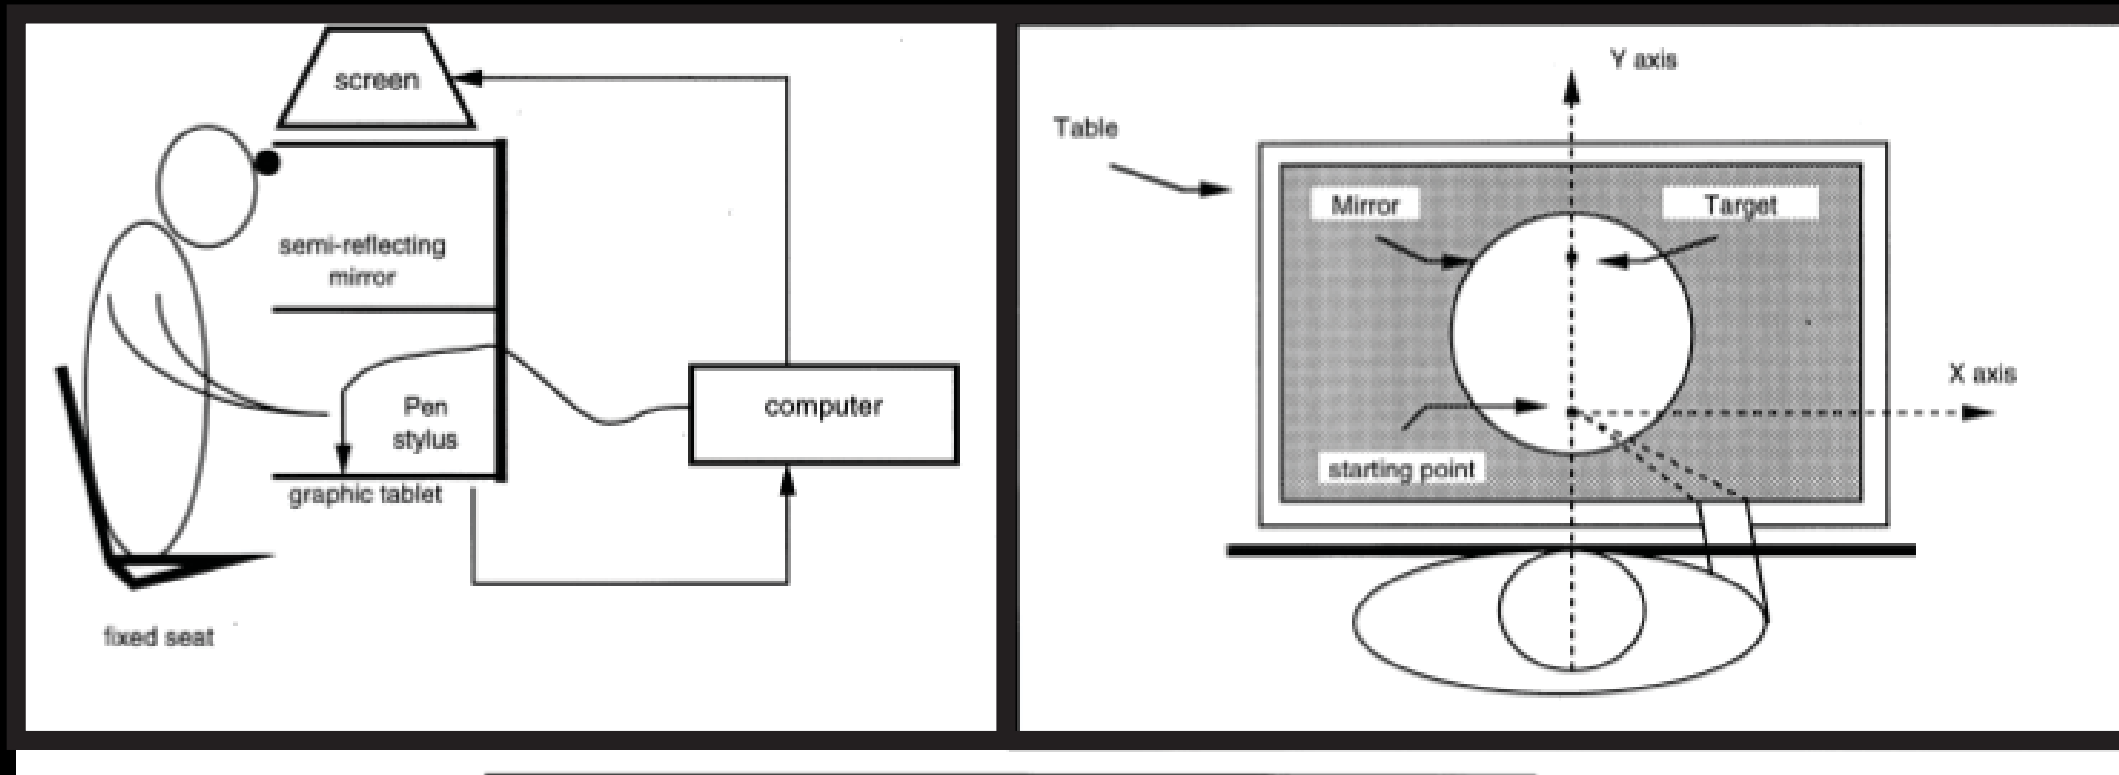 screen
semi-reflecting
mirror
Pen
stylus
computer
graphic tablet
fixed seat
Y axis
Table
Mirror
Target
X axis
starting point